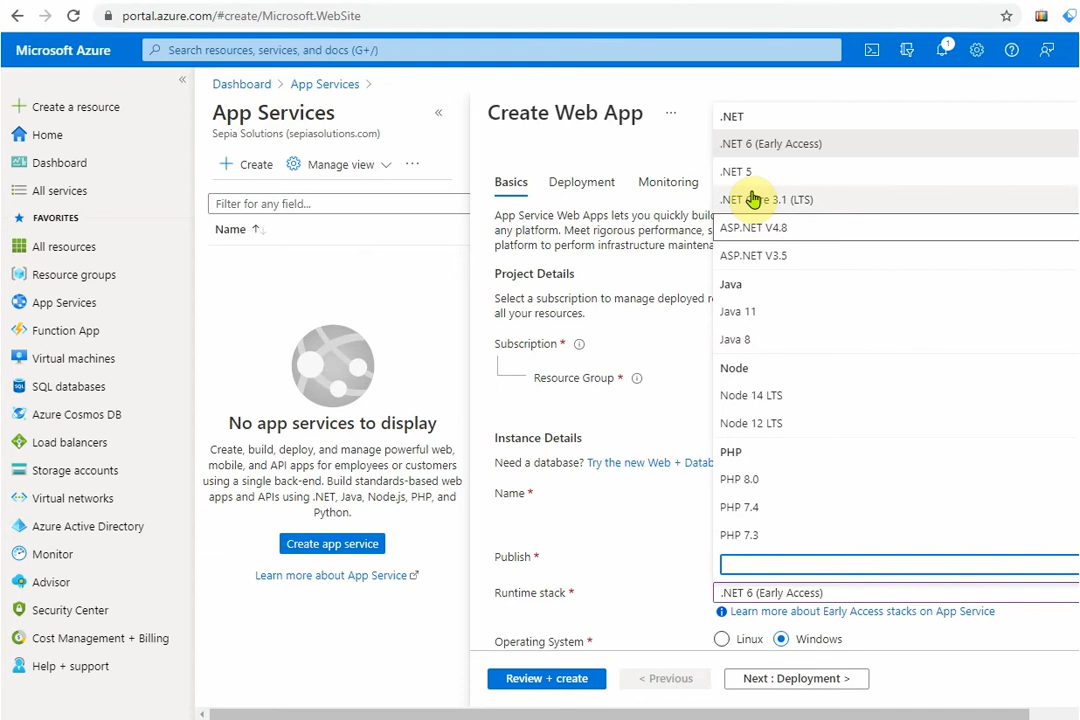 portal.azure.com/#create/Microsoft.WebSite
Microsoft Azure
Search resources, services, and docs (G+/)
1
Create a resource
Home
Dashboard
All services
FAVORITES
All resources
Resource groups
App Services
Function App
Virtual machines
SQL databases
Azure Cosmos DB
Load balancers
Storage accounts
Virtual networks
Azure Active Directory
Monitor
Advisor
Security Center
Cost Management + Billing
Help + support
Dashboard > App Services >
App Services
Sepia Solutions (sepiasolutions.com)
Create
Manage view
Filter for any field...
Name
No app services to display
Create, build, deploy, and manage powerful web,
mobile, and API apps for employees or customers
using a single back-end. Build standards-based web
apps and APIs using .NET, Java, Node.js, PHP, and
Python.
Create app service
Learn more about App Service
Create Web App ...
Basics Deployment Monitoring
App Service Web Apps lets you quickly
any platform. Meet rigorous performance,
platform to perform infrastructure
Project Details
Select a subscription to manage deployed
all your resources.
Subscription *
Resource Group *
Instance Details
Need a database? Try the new Web +
Name *
Publish *
Runtime stack *
Operating System *
.NET
.NET 6 (Early Access)
.NET 5
.NET 3.1 (LTS)
ASP.NET V4.8
ASP.NET V3.5
Java
Java 11
Java 8
Node
Node 14 LTS
Node 12 LTS
PHP
PHP 8.0
PHP 7.4
PHP 7.3
.NET 6 (Early Access)
Learn more about Early Access stacks on App Service
Linux Windows
Review + create
< Previous
Next : Deployment >